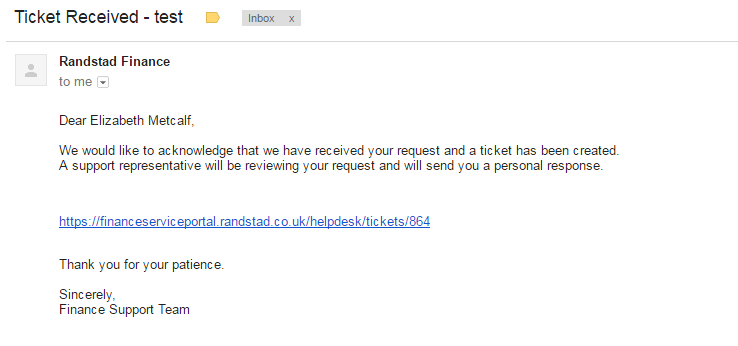 Ticket Received - test
Inbox x
Randstad Finance
to me
Dear Elizabeth Metcalf,
We would like to acknowledge that we have received your request and a ticket has been created.
A support representative will be reviewing your request and will send you a personal response.
https://financeserviceportal.randstad.co.uk/helpdesk/tickets/864
Thank you for your patience.
Sincerely,
Finance Support Team